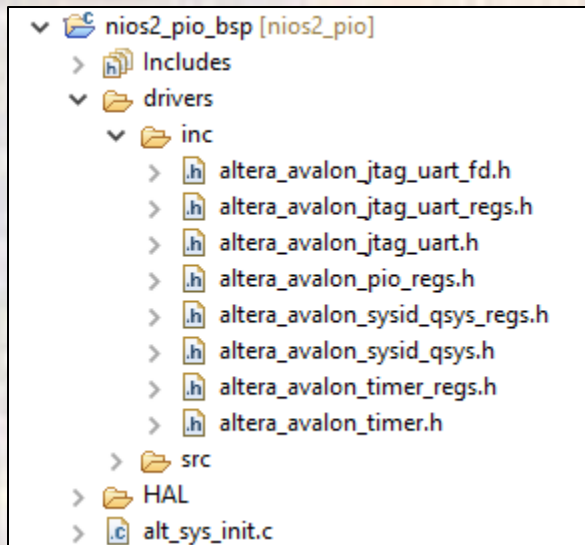 nios2_pio_bsp [nios2_pio]
Includes
drivers
inc
altera_avalon_jtag_uart_fd.h
altera_avalon_jtag_uart_regs.h
altera_avalon_jtag_uart.h
altera_avalon_pio_regs.h
altera_avalon_sysid_qsys_regs.h
altera_avalon_sysid_qsys.h
altera_avalon_timer_regs.h
altera_avalon_timer.h
src
HAL
alt_sys_init.c